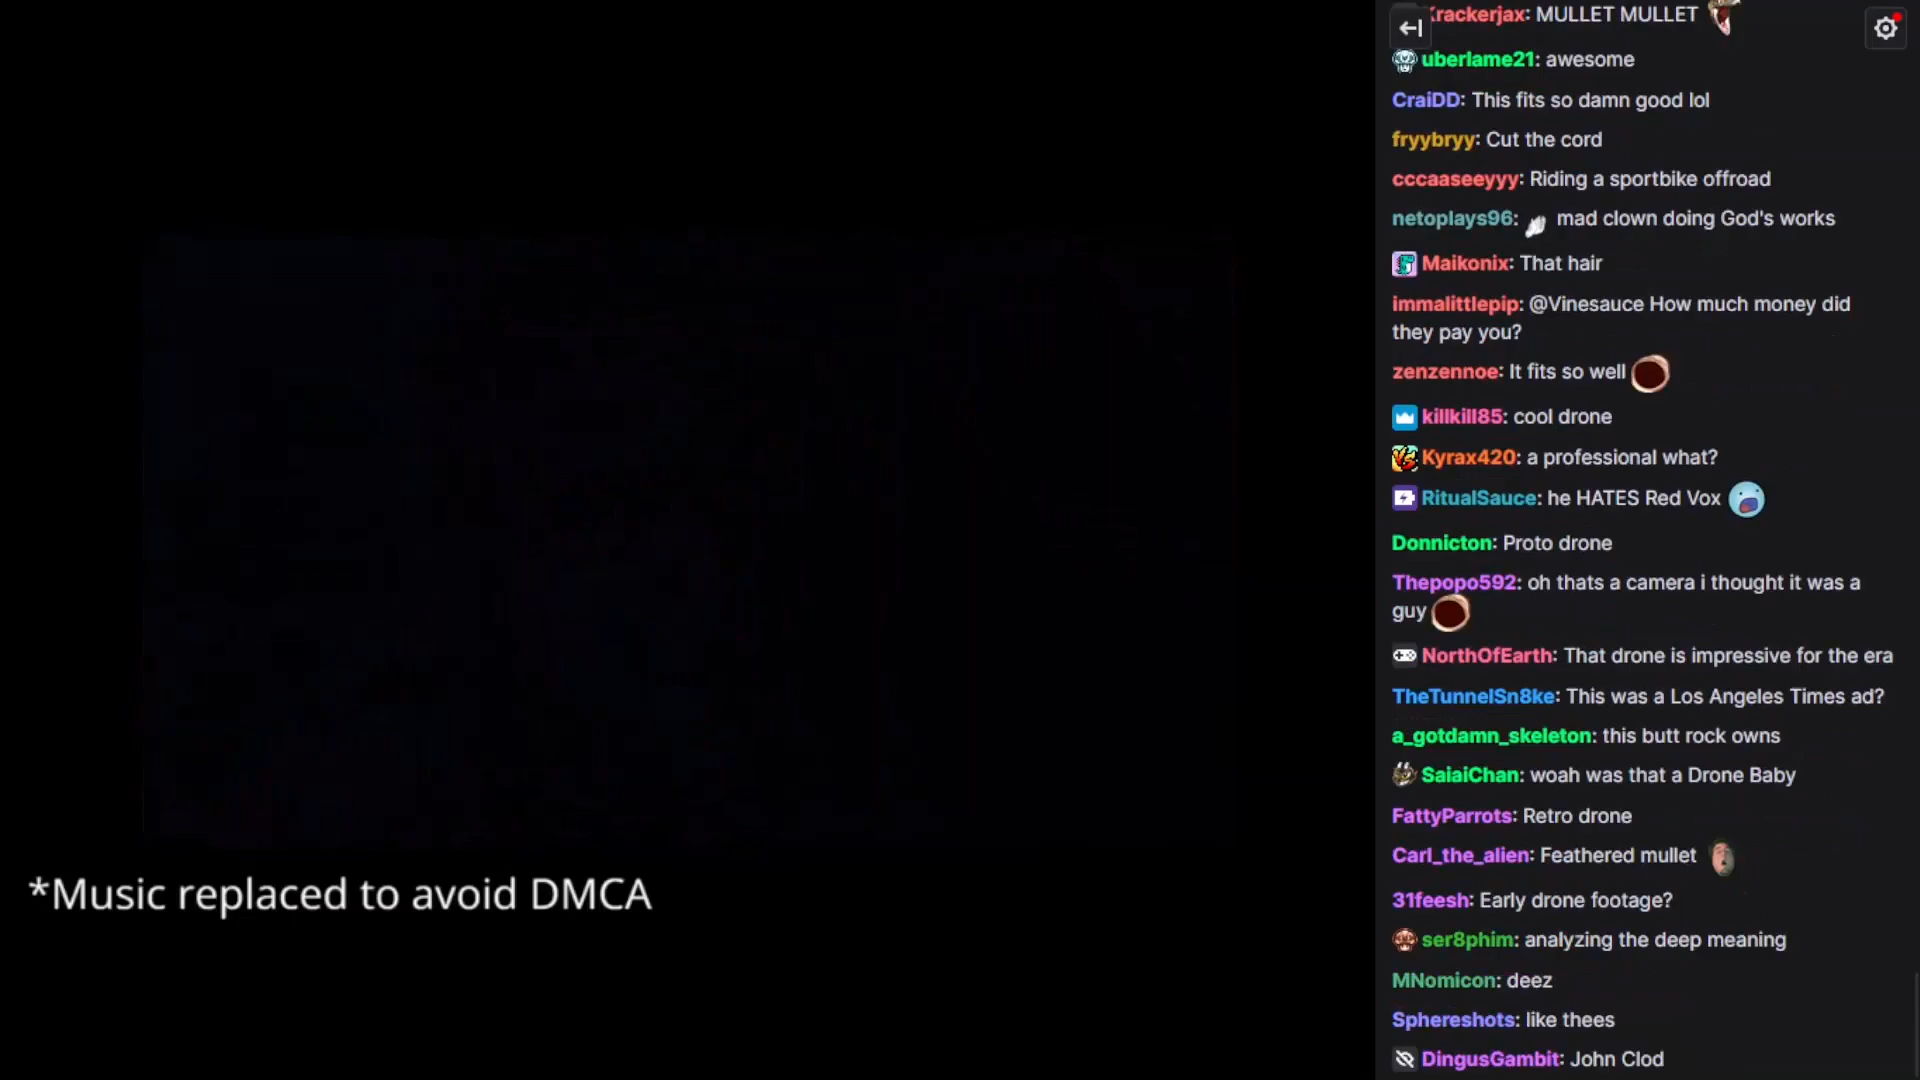 Krackerjax: MULLET MULLET
uberlame21: awesome
CraiDD: This fits so damn good lol
fryybryy: Cut the cord
cccaaseeyyy: Riding a sportbike offroad
netoplays96: mad clown doing God's works
Maikonix: That hair
immalittlepip: @Vinesauce How much money did
they pay you?
zenzennoe: It fits so well
killkill85: cool drone
Kyrax420: a professional what?
RitualSauce: he HATES Red Vox
Donnicton: Proto drone
Thepopo592: oh thats a camera i thought it was a
guy
NorthOfEarth: That drone is impressive for the era
TheTunnelSn8ke: This was a Los Angeles Times ad?
a_gotdamn_skeleton: this butt rock owns
SaiaiChan: woah was that a Drone Baby
FattyParrots: Retro drone
Carl_the_alien: Feathered mullet
31feesh: Early drone footage?
ser8phim: analyzing the deep meaning
MNomicon: deez
Sphereshots: like thees
DingusGambit: John Clod
*Music replaced to avoid DMCA